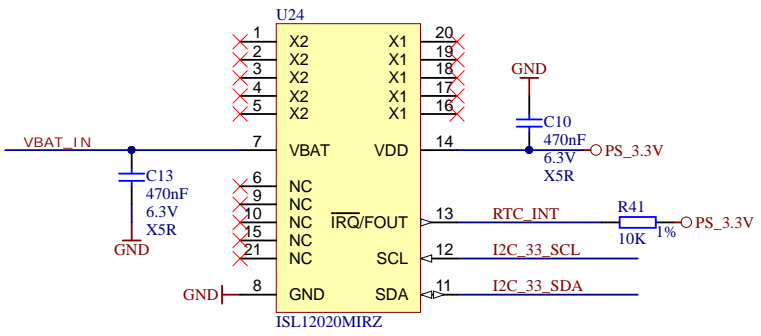 U24
1 X2 X1 20
2 X2 X1 19
3 X2 X1 18
4 X2 X1 17
5 X2 X1 16
GND
C10
470nF
6.3V
X5R
VBAT_IN 7 VBAT VDD 14 PS_3.3V
C13
470nF
6.3V
X5R
GND
6 NC
9 NC
10 NC
15 NC
21 NC
IRQ/FOUT 13 RTC_INT R41 10K 1% PS_3.3V
SCL 12 I2C_33_SCL
GND 8 GND SDA 11 I2C_33_SDA
ISL12020MIRZ